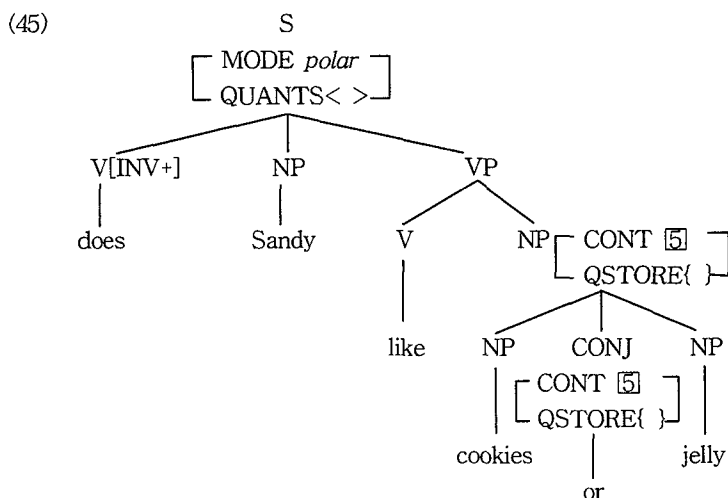 (45) S
MODE polar
QUANTS< >
V[INV+] NP VP
does Sandy V NP CONT 5
QSTORE{ }
like NP CONJ NP
CONT 5
QSTORE{ }
cookies jelly
or